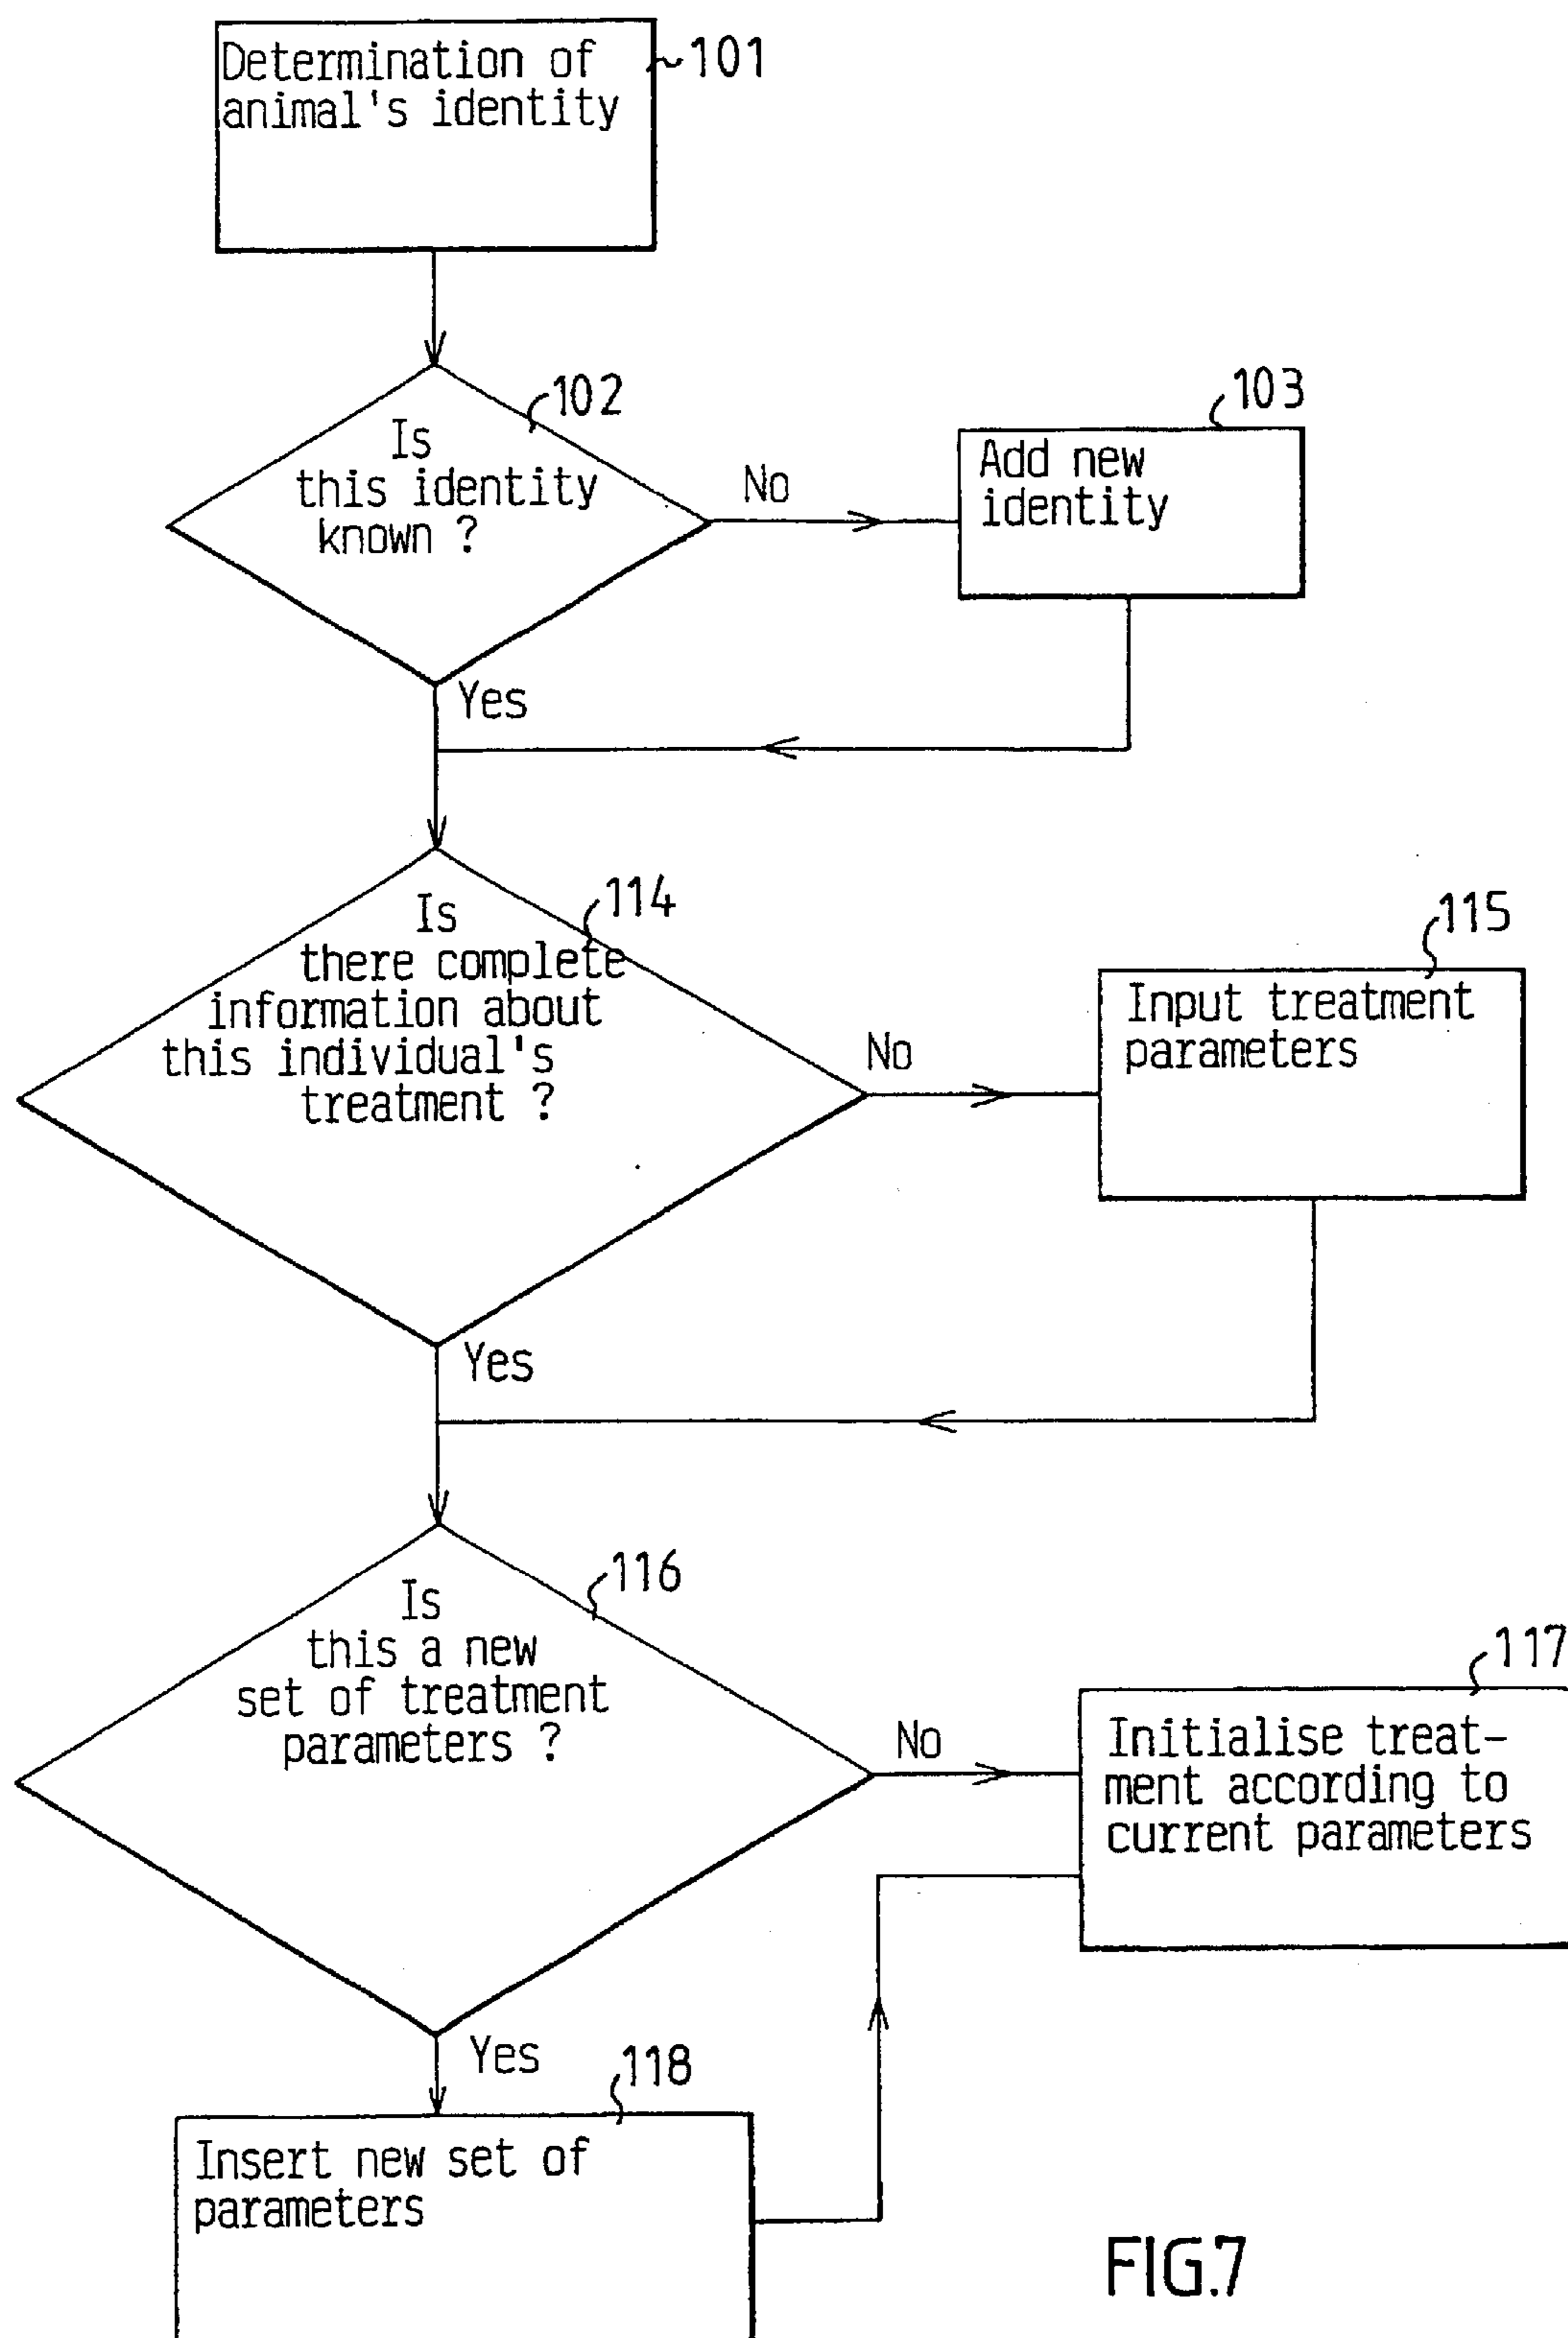 Determination of
animal's identity
101
102
Is
this identity
known ?
No
103
Add new
identity
Yes
114
Is
there complete
information about
this individual's
treatment ?
No
115
Input treatment
parameters
Yes
116
Is
this a new
set of treatment
parameters ?
No
117
Initialise treat-
ment according to
current parameters
Yes
118
Insert new set of
parameters
FIG.7